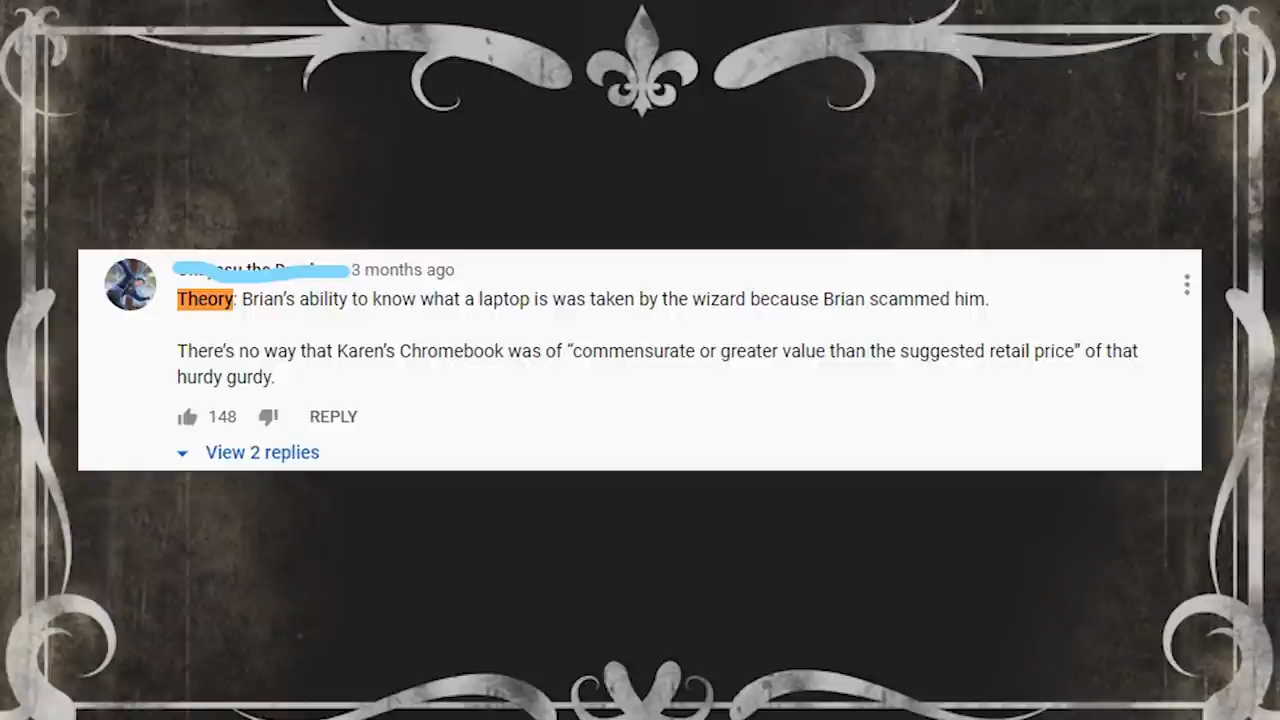 3 months ago
Theory: Brian's ability to know what a laptop is was taken by the wizard because Brian scammed him.
There's no way that Karen's Chromebook was of “commensurate or greater value than the suggested retail price” of that
hurdy gurdy.
148 REPLY
View 2 replies